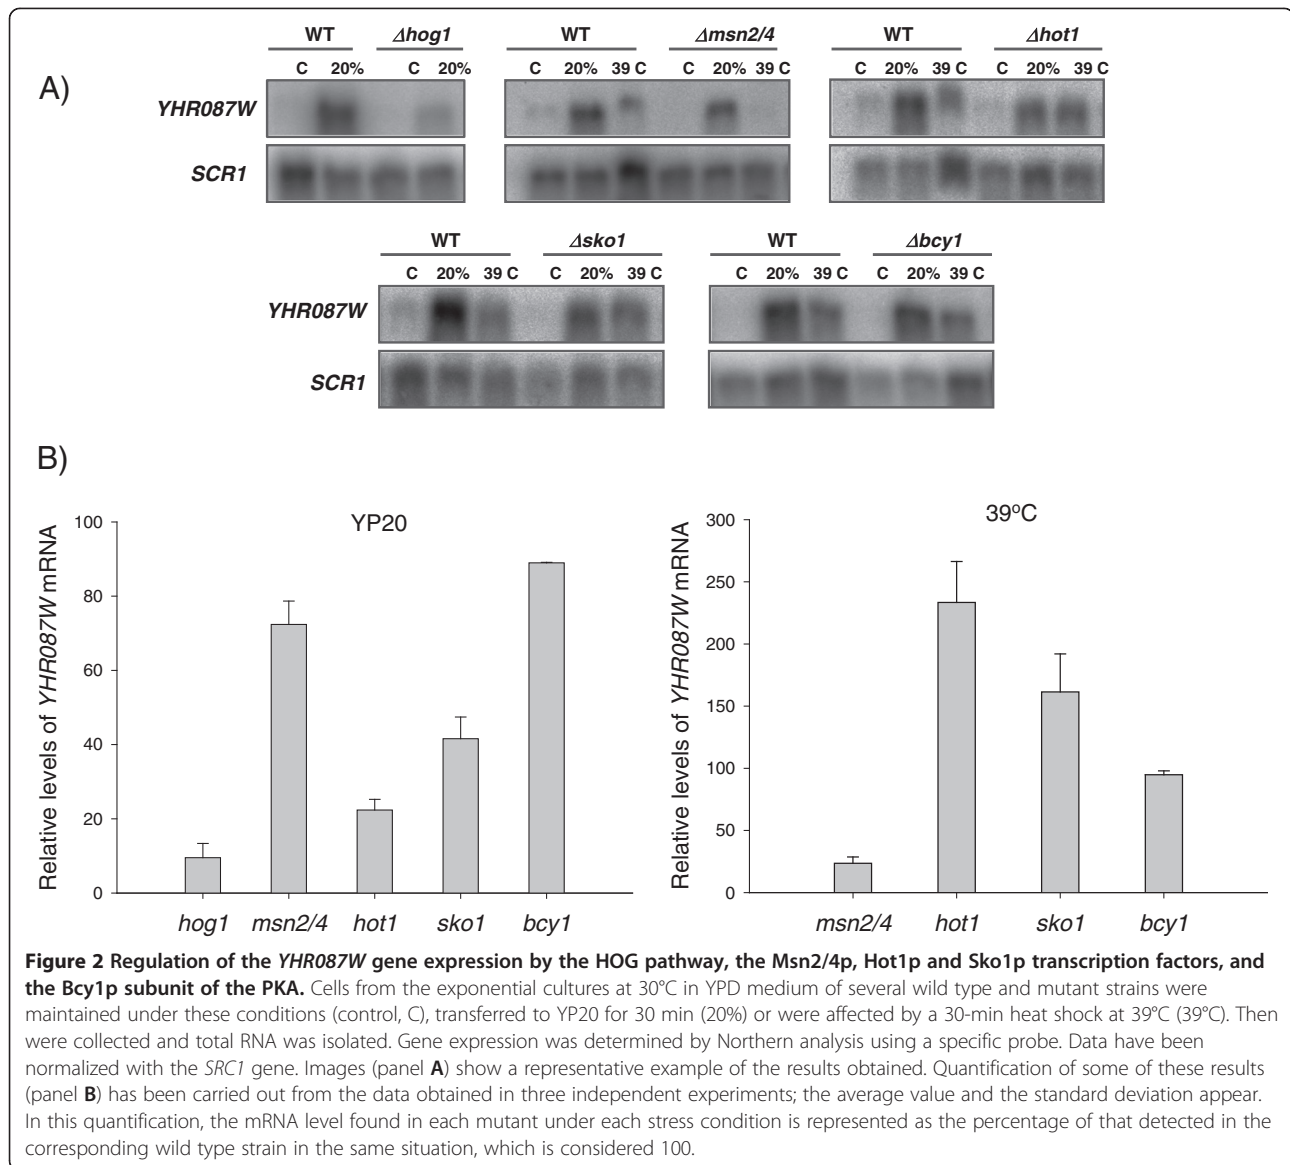 A)
WT Δhog1 WT Δmsn2/4 WT Δhot1
C 20% C 20% C 20% 39 C C 20% 39 C C 20% 39 C C 20% 39 C
YHR087W
SCR1
WT Δsko1 WT Δbcy1
C 20% 39 C C 20% 39 C C 20% 39 C C 20% 39 C
YHR087W
SCR1
B)
YP20
Relative levels of YHR087W mRNA
100
80
60
40
20
0
hog1 msn2/4 hot1 sko1 bcy1
39ºC
Relative levels of YHR087W mRNA
300
250
200
150
100
50
0
msn2/4 hot1 sko1 bcy1
Figure 2 Regulation of the YHR087W gene expression by the HOG pathway, the Msn2/4p, Hot1p and Sko1p transcription factors, and
the Bcy1p subunit of the PKA. Cells from the exponential cultures at 30°C in YPD medium of several wild type and mutant strains were
maintained under these conditions (control, C), transferred to YP20 for 30 min (20%) or were affected by a 30-min heat shock at 39°C (39°C). Then
were collected and total RNA was isolated. Gene expression was determined by Northern analysis using a specific probe. Data have been
normalized with the SRC1 gene. Images (panel A) show a representative example of the results obtained. Quantification of some of these results
(panel B) has been carried out from the data obtained in three independent experiments; the average value and the standard deviation appear.
In this quantification, the mRNA level found in each mutant under each stress condition is represented as the percentage of that detected in the
corresponding wild type strain in the same situation, which is considered 100.